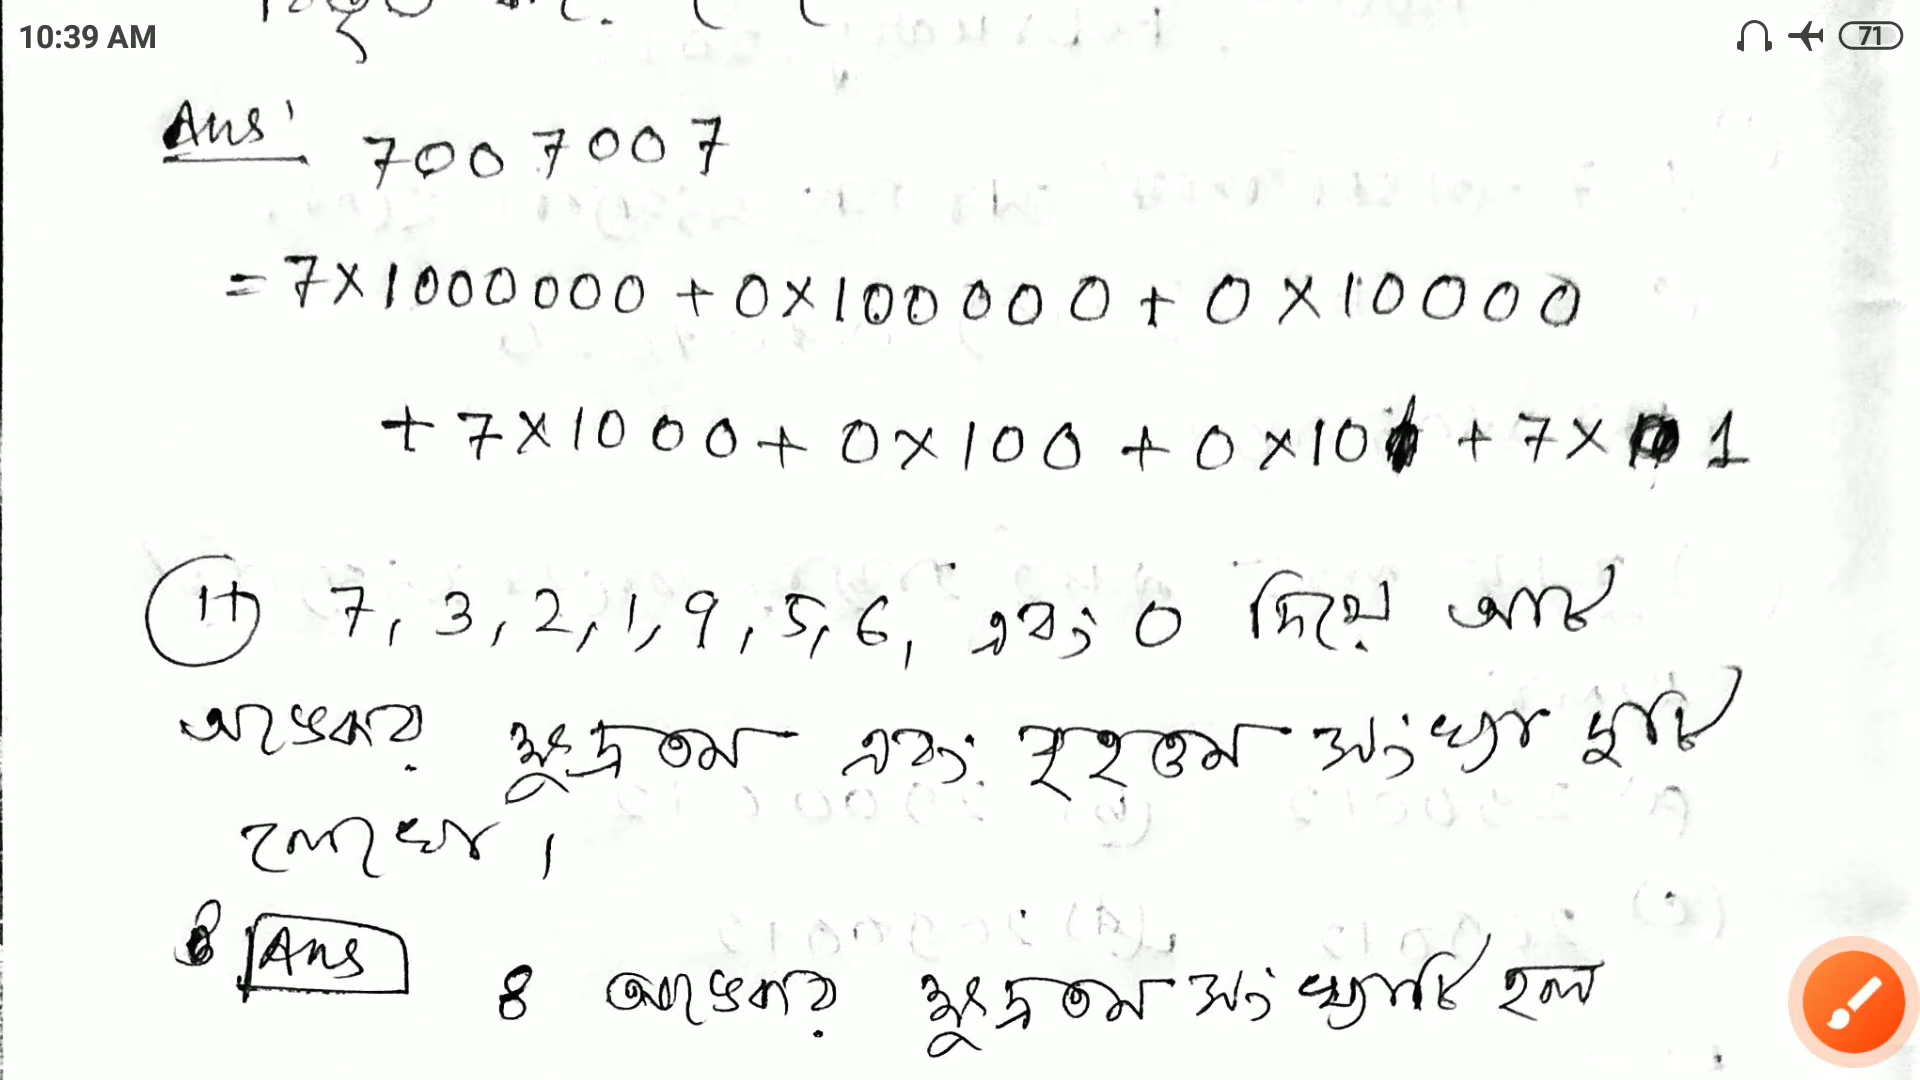 10:39 AM
71
Ans' 7007007
= 7×1000000 + 0×100000 + 0×10000
+ 7×1000 + 0×100 + 0×10 + 7× 1
11 7, 3, 2, 1, 9, 5, 6, এবং 0 দিয়ে আট
অংকের ক্ষুদ্রতম এবং বৃহত্তম সংখ্যা দুটি
লেখো ।
Ans 8 অংকের ক্ষুদ্রতম সংখ্যাটি হল